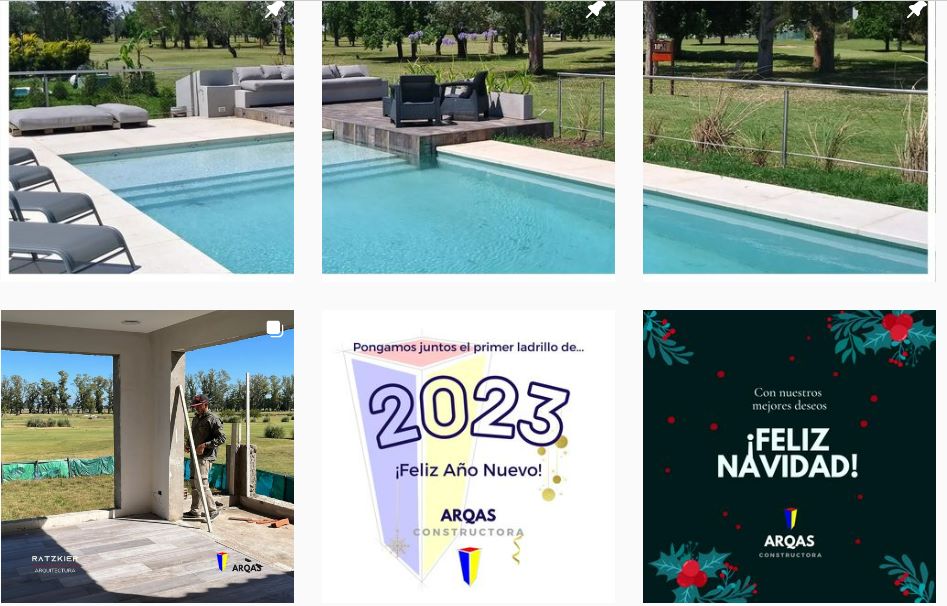 Pongamos juntos el primer ladrillo de...
2023
¡Feliz Año Nuevo!
ARQAS
CONSTRUCTORA
Con nuestros
mejores deseos
¡FELIZ
NAVIDAD!
ARQAS
CONSTRUCTORA
RATZKIER
ARQUITECTURA
ARQAS